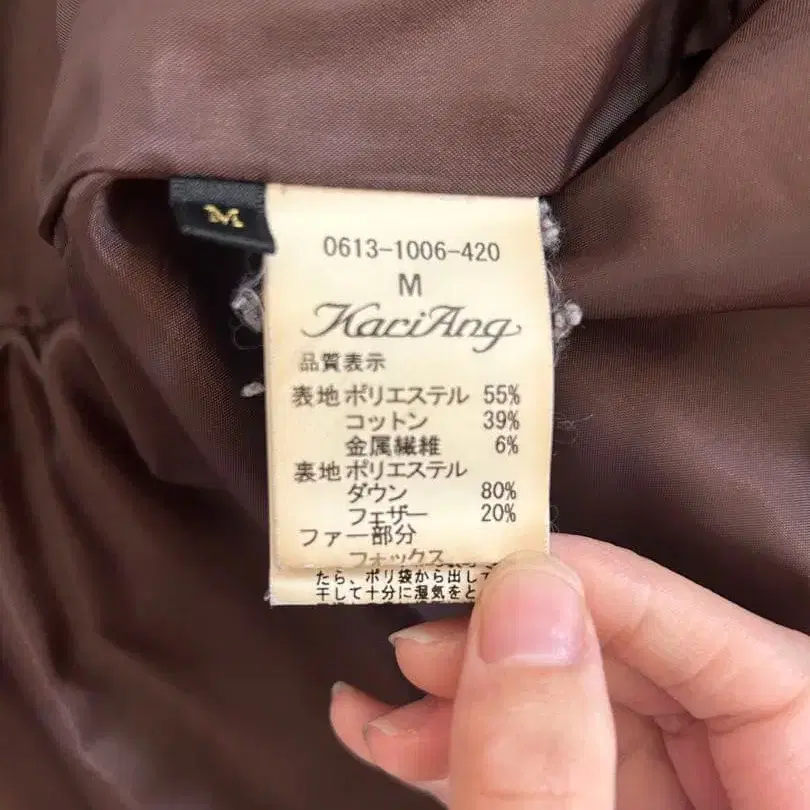 M
0613-1006-420
M
KariAng
品質表示
表地 ポリエステル 55%
コットン 39%
金属繊維 6%
裏地 ポリエステル
ダウン 80%
フェザー 20%
ファー部分
フォックス
たら、ポリ袋から出して
干して十分に湿気をと